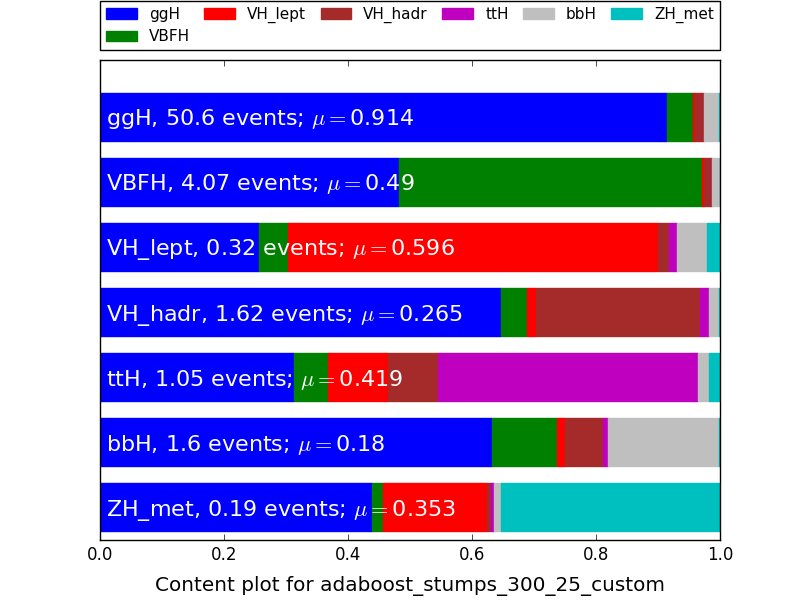 ggH VH_lept VH_hadr ttH bbH ZH_met
VBFH
ggH, 50.6 events; μ = 0.914
VBFH, 4.07 events; μ = 0.49
VH_lept, 0.32 events; μ = 0.596
VH_hadr, 1.62 events; μ = 0.265
ttH, 1.05 events; μ = 0.419
bbH, 1.6 events; μ = 0.18
ZH_met, 0.19 events; μ = 0.353
0.0 0.2 0.4 0.6 0.8 1.0
Content plot for adaboost_stumps_300_25_custom